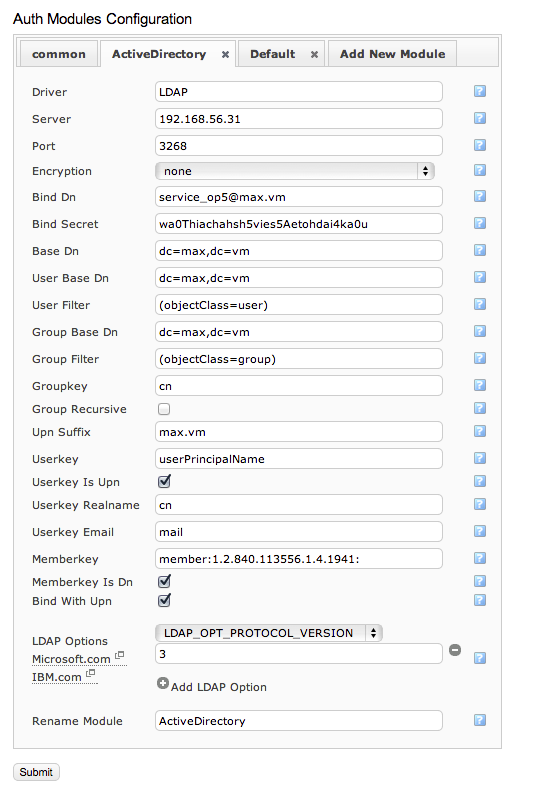 Auth Modules Configuration
common ActiveDirectory × Default × Add New Module
Driver LDAP ?
Server 192.168.56.31 ?
Port 3268 ?
Encryption none ?
Bind Dn service_op5@max.vm ?
Bind Secret wa0Thiachahsh5vies5Aetohdai4ka0u ?
Base Dn dc=max,dc=vm ?
User Base Dn dc=max,dc=vm ?
User Filter (objectClass=user) ?
Group Base Dn dc=max,dc=vm ?
Group Filter (objectClass=group) ?
Groupkey cn ?
Group Recursive ?
Upn Suffix max.vm ?
Userkey userPrincipalName ?
Userkey Is Upn ?
Userkey Realname cn ?
Userkey Email mail ?
Memberkey member:1.2.840.113556.1.4.1941: ?
Memberkey Is Dn ?
Bind With Upn ?
LDAP_OPT_PROTOCOL_VERSION
LDAP Options
3
Microsoft.com ?
IBM.com
Add LDAP Option
Rename Module ActiveDirectory ?
Submit